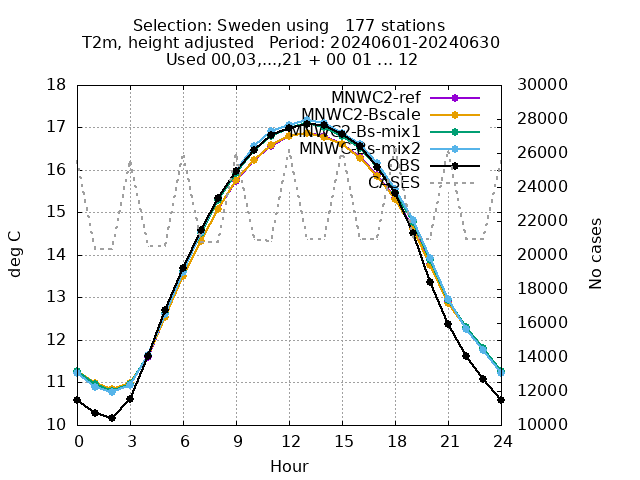 Selection: Sweden using   177 stations
T2m, height adjusted   Period: 20240601-20240630
Used 00,03,...,21 + 00 01 ... 12
18
17
16
15
14
13
12
11
10
deg C
MNWC2-ref
MNWC2-Bscale
MNWC2-Bs-mix1
MNWC2-Bs-mix2
OBS
CASES
30000
28000
26000
24000
22000
20000
18000
16000
14000
12000
10000
No cases
0 3 6 9 12 15 18 21 24
Hour